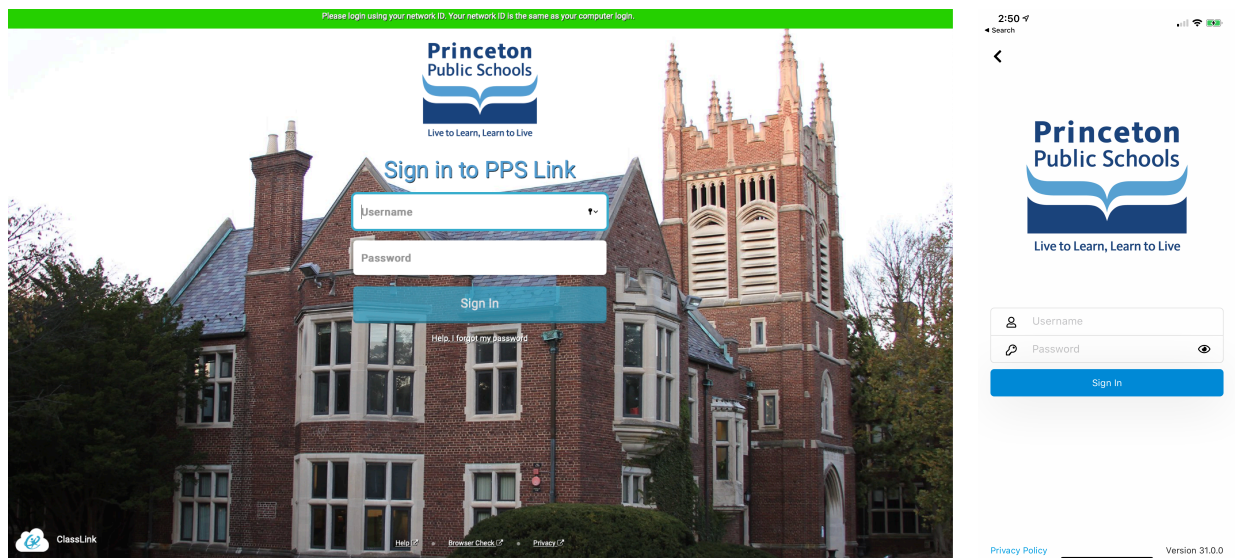 Please login using your network ID. Your network ID is the same as your computer login.
Princeton
Public Schools
Live to Learn, Learn to Live
Sign in to PPS Link
Username
Password
Sign In
Help, I forgot my password
ClassLink
Help
Browser Check
Privacy
2:50
Search
Princeton
Public Schools
Live to Learn, Learn to Live
Username
Password
Sign In
Privacy Policy
Version 31.0.0